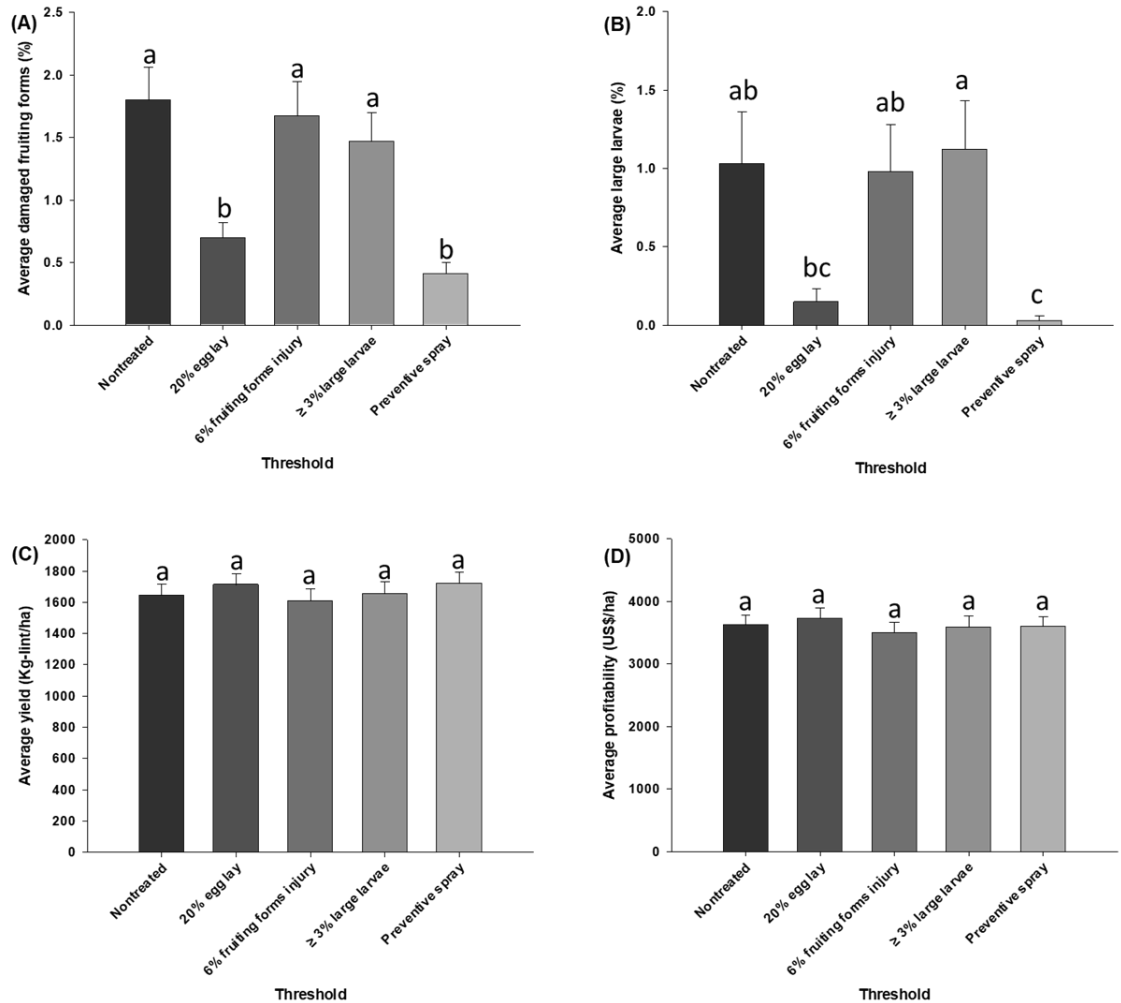 (A)
Average damaged fruiting forms (%)
2.5
2.0
1.5
1.0
0.5
0.0
a
b
a
a
b
Nontreated
20% egg lay
6% fruiting forms injury
≥ 3% large larvae
Preventive spray
Threshold
(B)
Average large larvae (%)
2.0
1.5
1.0
0.5
0.0
ab
bc
ab
a
c
Nontreated
20% egg lay
6% fruiting forms injury
≥ 3% large larvae
Preventive spray
Threshold
(C)
Average yield (Kg-lint/ha)
2000
1800
1600
1400
1200
1000
800
600
400
200
0
a
a
a
a
a
Nontreated
20% egg lay
6% fruiting forms injury
≥ 3% large larvae
Preventive spray
Threshold
(D)
Average profitability (US$/ha)
5000
4000
3000
2000
1000
0
a
a
a
a
a
Nontreated
20% egg lay
6% fruiting forms injury
≥ 3% large larvae
Preventive spray
Threshold